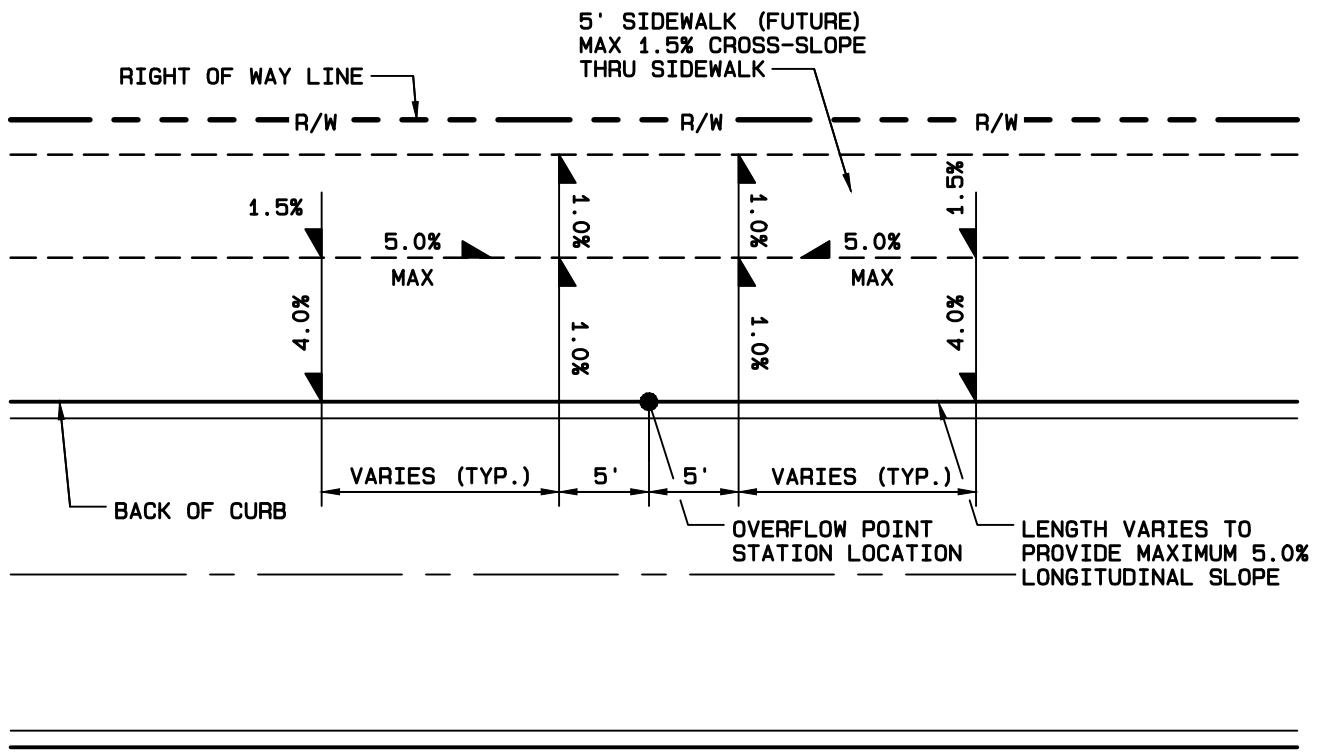 5' SIDEWALK (FUTURE)
MAX 1.5% CROSS-SLOPE
THRU SIDEWALK
RIGHT OF WAY LINE
R/W
R/W
R/W
1.5%
1.0%
1.0%
1.5%
5.0%
MAX
5.0%
MAX
4.0%
1.0%
1.0%
4.0%
VARIES (TYP.)
5'
5'
VARIES (TYP.)
BACK OF CURB
OVERFLOW POINT
STATION LOCATION
LENGTH VARIES TO
PROVIDE MAXIMUM 5.0%
LONGITUDINAL SLOPE